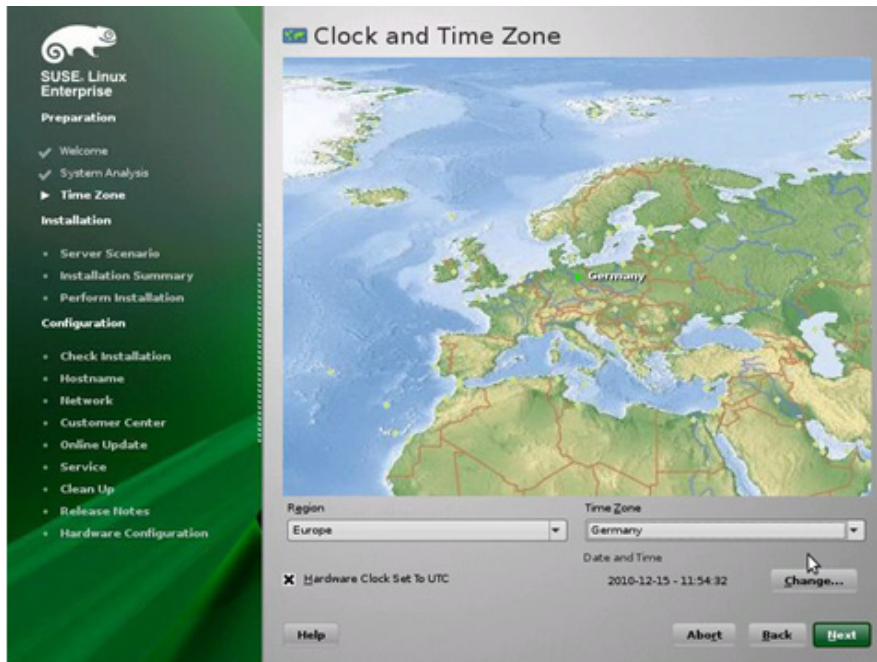 SUSE. Linux
Enterprise
Preparation
Welcome
System Analysis
Time Zone
Installation
Server Scenario
Installation Summary
Perform Installation
Configuration
Check Installation
Hostname
Network
Customer Center
Online Update
Service
Clean Up
Release Notes
Hardware Configuration
Clock and Time Zone
Germany
Region
Time Zone
Europe
Germany
Date and Time
Hardware Clock Set To UTC
2010-12-15 - 11:54:32
Change...
Help
Abort
Back
Next